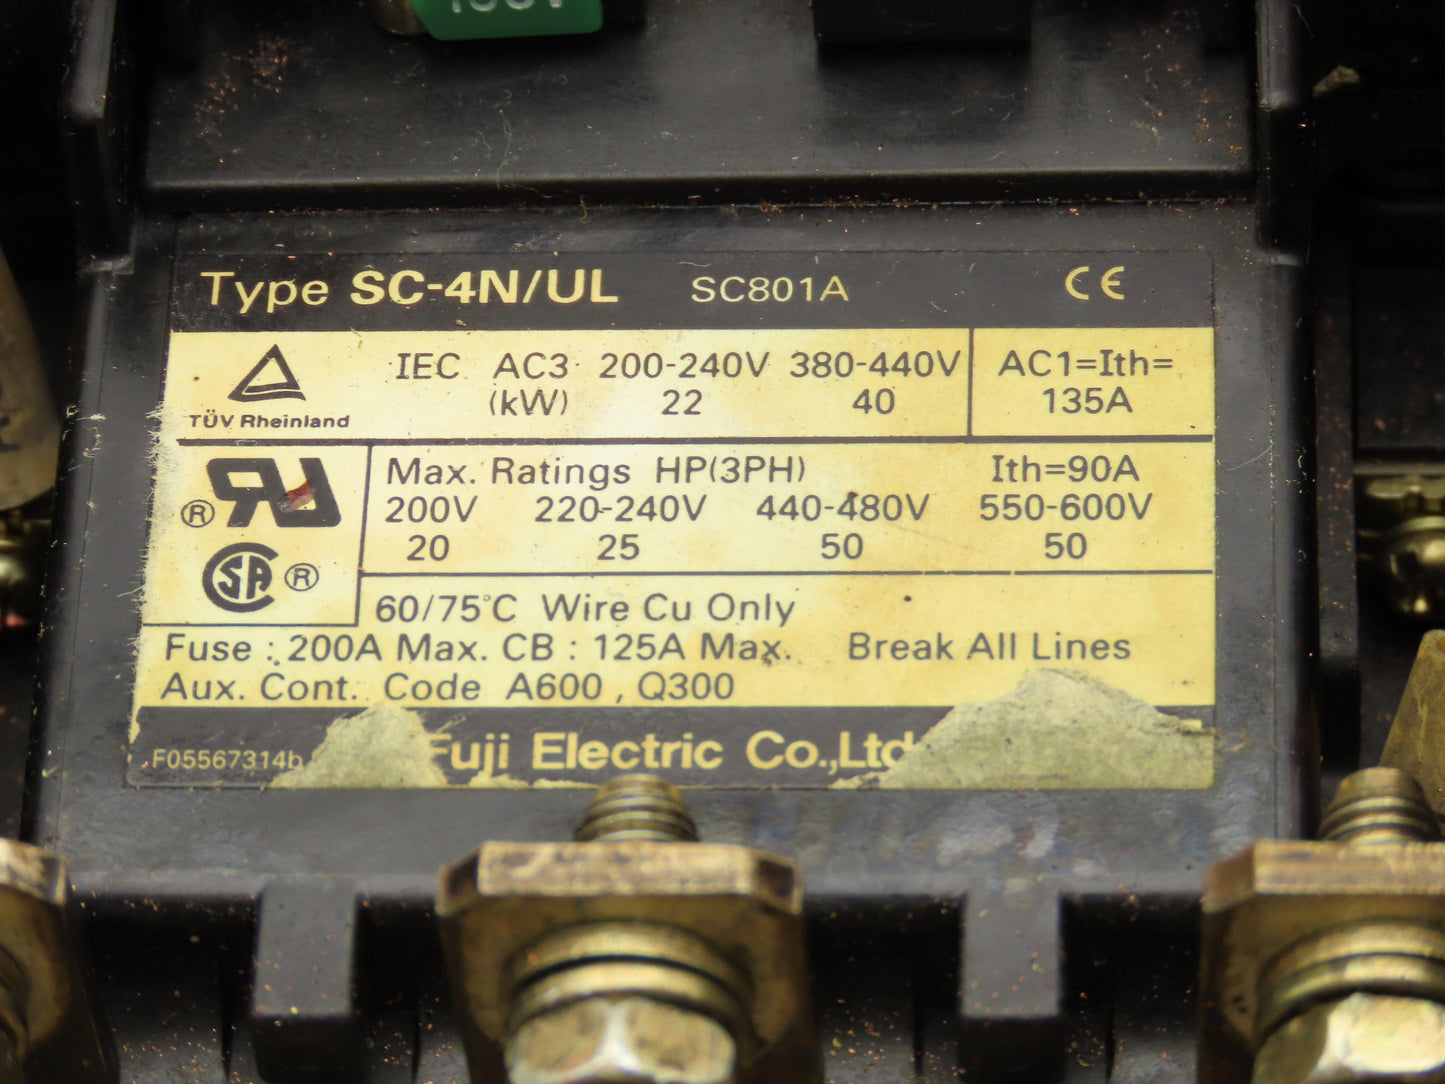 Type SC-4N/UL SC801A CE
TÜV Rheinland
IEC AC3 200-240V 380-440V
(kW) 22 40
AC1=Ith=
135A
® RU
SA ®
Max. Ratings HP(3PH) Ith=90A
200V 220-240V 440-480V 550-600V
20 25 50 50
60/75°C Wire Cu Only
Fuse : 200A Max. CB : 125A Max. Break All Lines
Aux. Cont. Code A600 , Q300
F05567314b
Fuji Electric Co.,Ltd